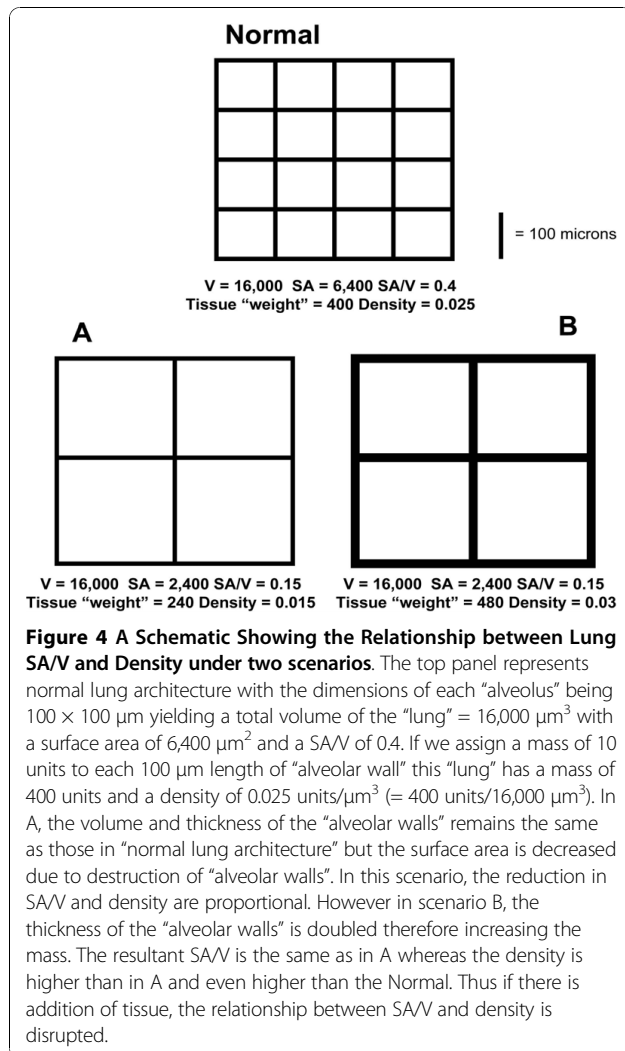 Normal
= 100 microns
V = 16,000 SA = 6,400 SA/V = 0.4
Tissue “weight” = 400 Density = 0.025
A
B
V = 16,000 SA = 2,400 SA/V = 0.15
Tissue “weight” = 240 Density = 0.015
V = 16,000 SA = 2,400 SA/V = 0.15
Tissue “weight” = 480 Density = 0.03
Figure 4 A Schematic Showing the Relationship between Lung
SA/V and Density under two scenarios. The top panel represents
normal lung architecture with the dimensions of each “alveolus” being
100 × 100 μm yielding a total volume of the “lung” = 16,000 μm³ with
a surface area of 6,400 μm² and a SA/V of 0.4. If we assign a mass of 10
units to each 100 μm length of “alveolar wall” this “lung” has a mass of
400 units and a density of 0.025 units/μm³ (= 400 units/16,000 μm³). In
A, the volume and thickness of the “alveolar walls” remains the same
as those in “normal lung architecture” but the surface area is decreased
due to destruction of “alveolar walls”. In this scenario, the reduction in
SA/V and density are proportional. However in scenario B, the
thickness of the “alveolar walls” is doubled therefore increasing the
mass. The resultant SA/V is the same as in A whereas the density is
higher than in A and even higher than the Normal. Thus if there is
addition of tissue, the relationship between SA/V and density is
disrupted.